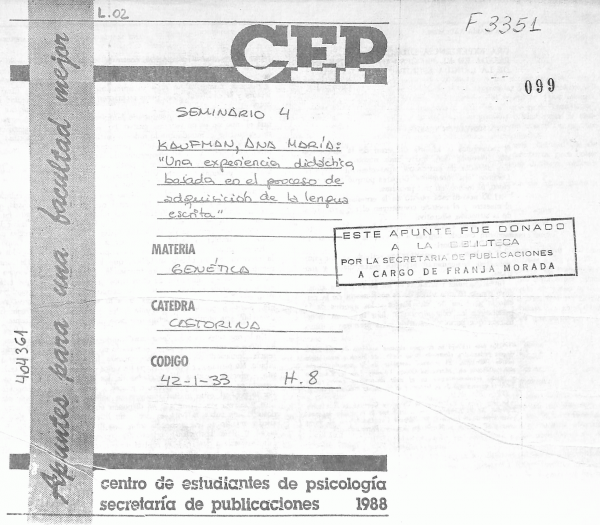 L.02
F 3351
CEP
099
SEMINARIO 4
KAUFMAN, ANA MARÍA:
"Una experiencia didáctica
basada en el proceso de
adquisición de la lengua
escrita"
ESTE APUNTE FUE DONADO
A LA BIBLIOTECA
POR LA SECRETARIA DE PUBLICACIONES
A CARGO DE FRANJA MORADA
MATERIA
GENÉTICA
CATEDRA
CASTORINA
CODIGO
42-1-33 H.8
404361
Apuntes para una facultad mejor
centro de estudiantes de psicología
secretaría de publicaciones 1988